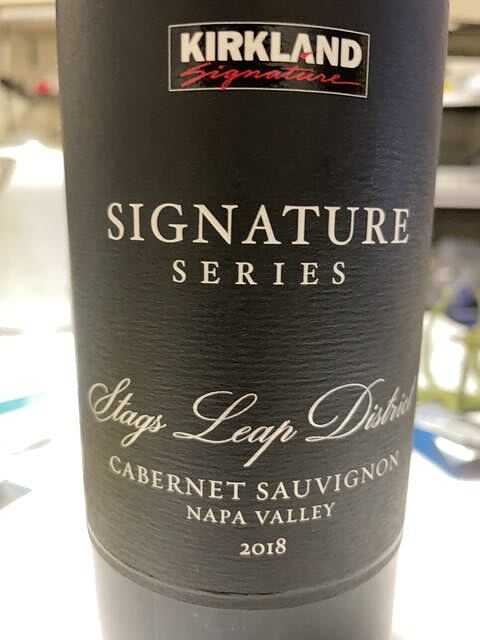 KIRKLAND
Signature
SIGNATURE
SERIES
Stags Leap District
CABERNET SAUVIGNON
NAPA VALLEY
2018